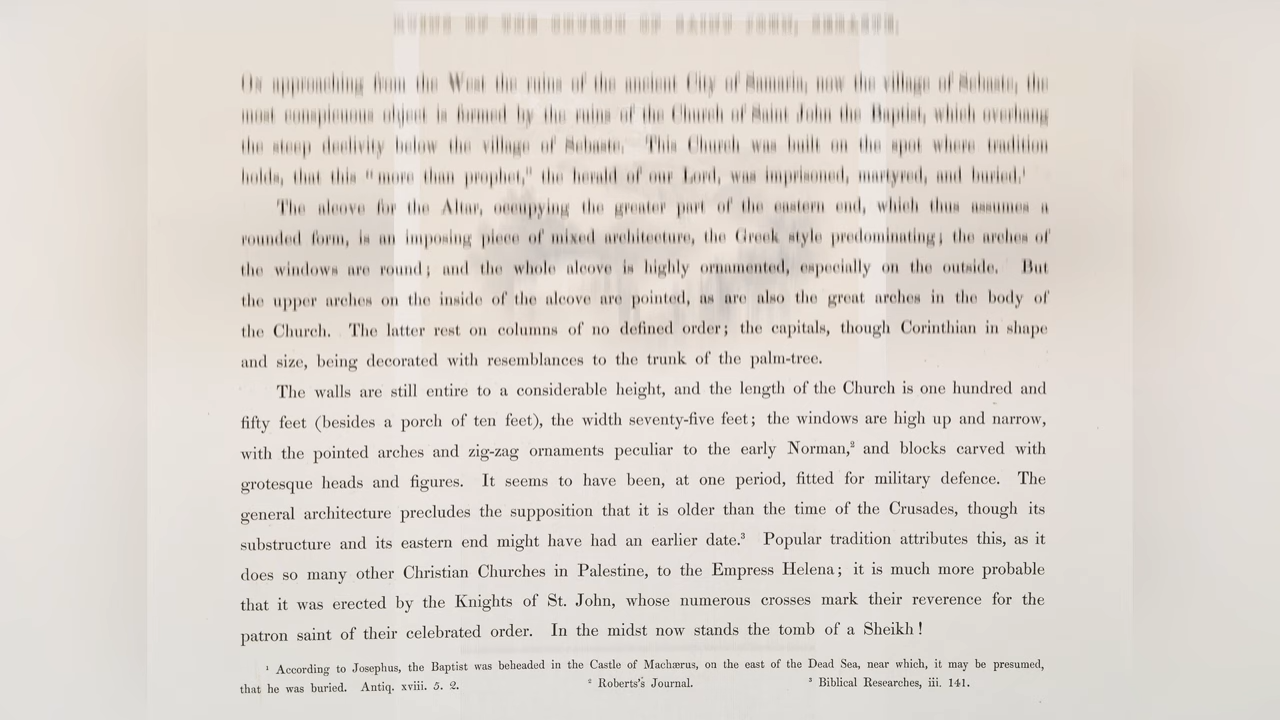 RUINS OF THE CHURCH OF SAINT JOHN, SEBASTE.
On approaching from the West the ruins of the ancient City of Samaria, now the village of Sebaste, the
most conspicuous object is formed by the ruins of the Church of Saint John the Baptist, which overhang
the steep declivity below the village of Sebaste. This Church was built on the spot where tradition
holds, that this "more than prophet," the herald of our Lord, was imprisoned, martyred, and buried.¹
The alcove for the Altar, occupying the greater part of the eastern end, which thus assumes a
rounded form, is an imposing piece of mixed architecture, the Greek style predominating; the arches of
the windows are round; and the whole alcove is highly ornamented, especially on the outside. But
the upper arches on the inside of the alcove are pointed, as are also the great arches in the body of
the Church. The latter rest on columns of no defined order; the capitals, though Corinthian in shape
and size, being decorated with resemblances to the trunk of the palm-tree.
The walls are still entire to a considerable height, and the length of the Church is one hundred and
fifty feet (besides a porch of ten feet), the width seventy-five feet; the windows are high up and narrow,
with the pointed arches and zig-zag ornaments peculiar to the early Norman,² and blocks carved with
grotesque heads and figures. It seems to have been, at one period, fitted for military defence. The
general architecture precludes the supposition that it is older than the time of the Crusades, though its
substructure and its eastern end might have had an earlier date.³ Popular tradition attributes this, as it
does so many other Christian Churches in Palestine, to the Empress Helena; it is much more probable
that it was erected by the Knights of St. John, whose numerous crosses mark their reverence for the
patron saint of their celebrated order. In the midst now stands the tomb of a Sheikh!
¹ According to Josephus, the Baptist was beheaded in the Castle of Machærus, on the east of the Dead Sea, near which, it may be presumed,
that he was buried. Antiq. xviii. 5. 2. ² Roberts's Journal. ³ Biblical Researches, iii. 141.